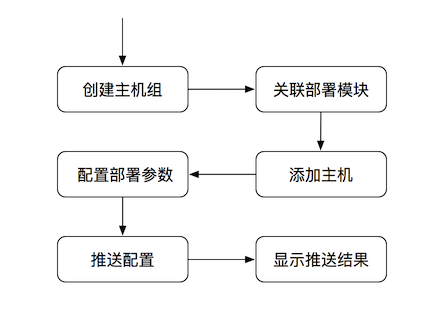 创建主机组
关联部署模块
添加主机
配置部署参数
推送配置
显示推送结果